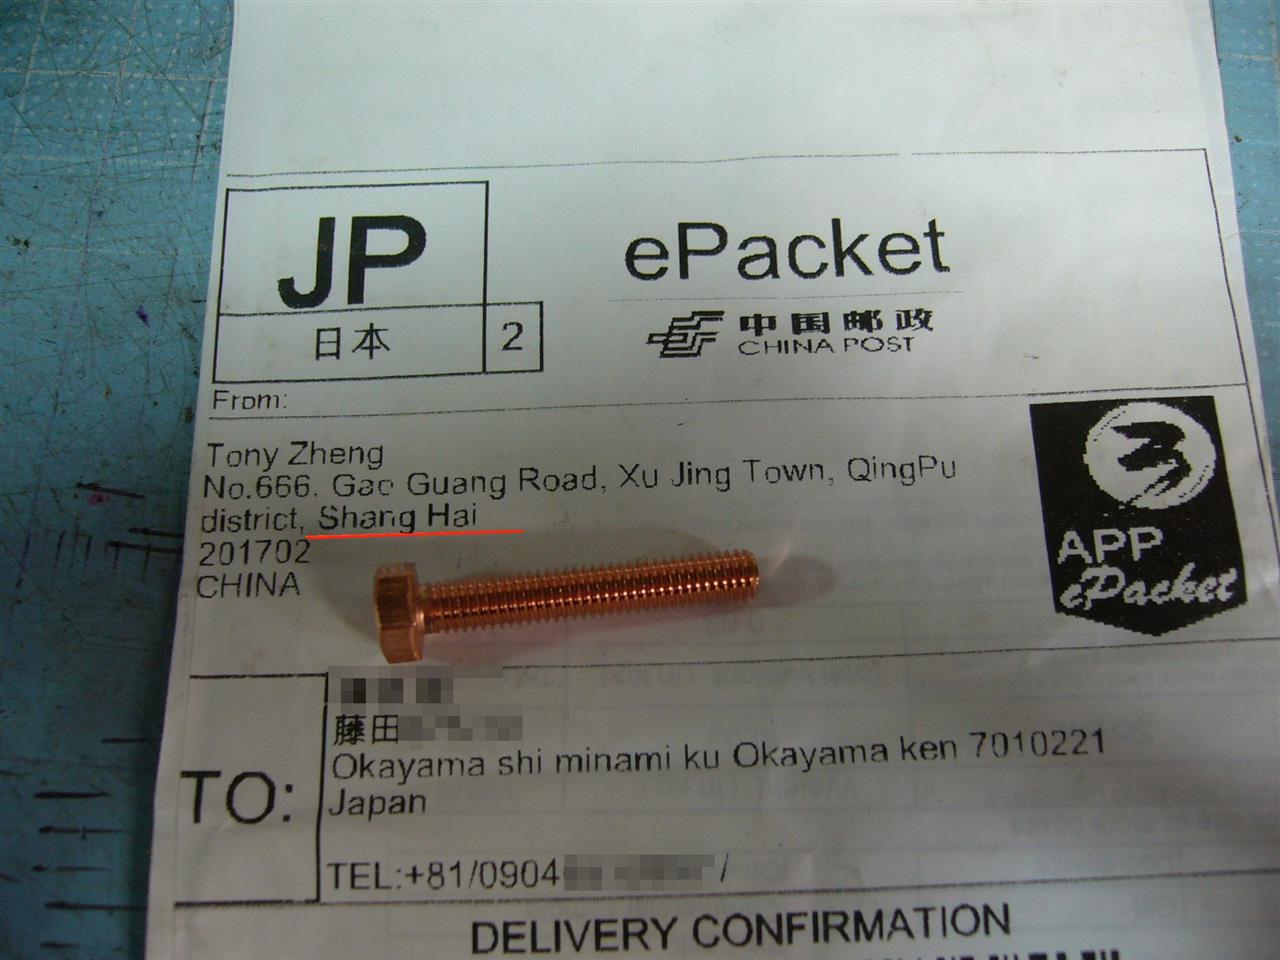 JP
日本
2
ePacket
中国邮政
CHINA POST
From:
Tony Zheng
No.666. Gao Guang Road, Xu Jing Town, QingPu
district, Shang Hai
201702
CHINA
APP
ePacket
TO:
藤田
Okayama shi minami ku Okayama ken 7010221
Japan
TEL:+81/0904 /
DELIVERY CONFIRMATION